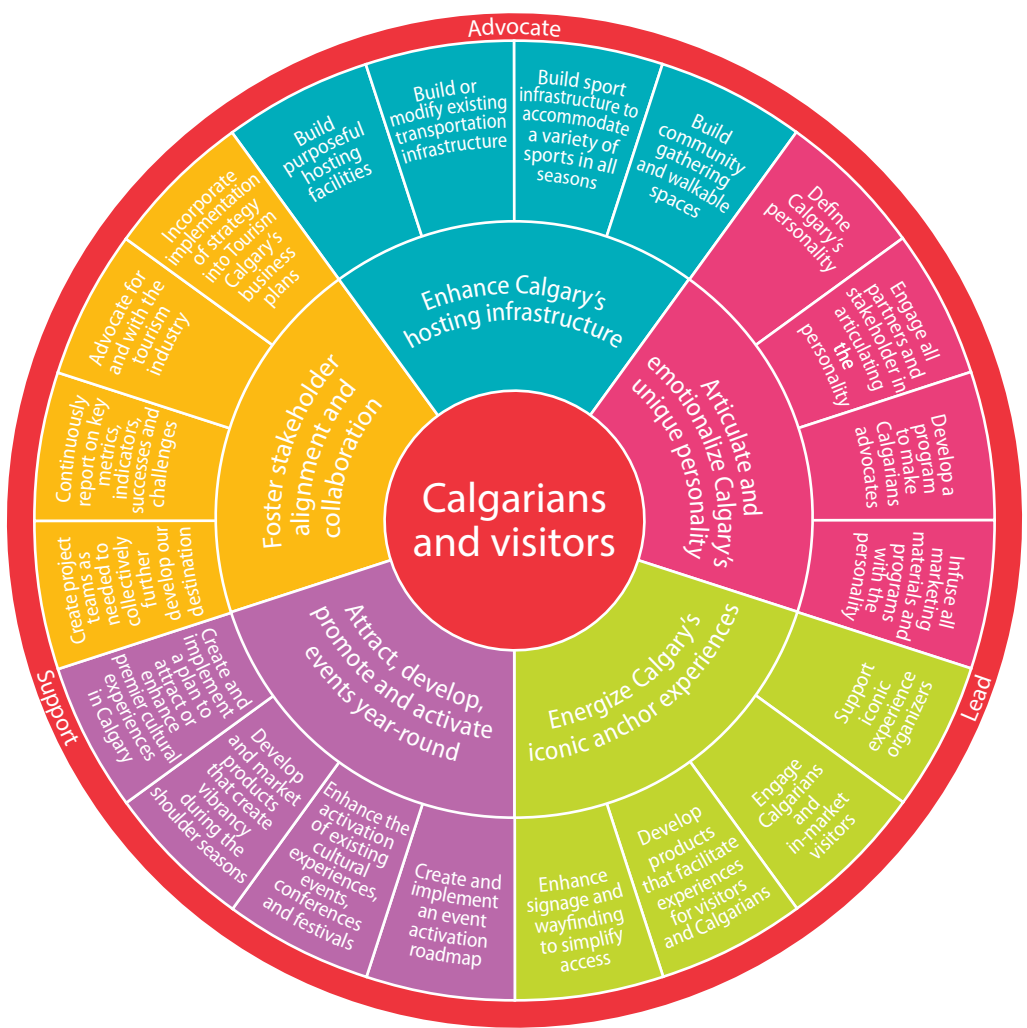 Advocate
Build
purposeful
hosting
facilities
Build or
modify existing
transportation
infrastructure
Build sport
infrastructure to
accommodate
a variety of
sports in all
seasons
Build
community
gathering
and walkable
spaces
Enhance Calgary's
hosting infrastructure
Define
Calgary's
personality
Engage all
partners and
stakeholder in
articulating
the
personality
Develop a
program
to make
Calgarians
advocates
Infuse all
marketing
materials and
programs
with the
personality
Articulate and
emotionalize Calgary's
unique personality
Lead
Support
iconic
experience
organizers
Engage
Calgarians
and
in-market
visitors
Develop
products
that facilitate
experiences
for visitors
and Calgarians
Enhance
signage and
wayfinding
to simplify
access
Energize Calgary's
iconic anchor experiences
Create and
implement
an event
activation
roadmap
Enhance the
activation
of existing
cultural
experiences,
events,
conferences
and festivals
Develop
and market
products
that create
vibrancy
during the
shoulder seasons
Create and
implement
a plan to
attract or
enhance
premier cultural
experiences
in Calgary
Attract, develop,
promote and activate
events year-round
Support
Create project
teams as
needed to
collectively
further
develop our
destination
Continuously
report on key
metrics,
indicators,
successes and
challenges
Advocate for
and with the
tourism
industry
Incorporate
implementation
of strategy
into Tourism
Calgary's
business
plans
Foster stakeholder
alignment and
collaboration
Calgarians
and visitors